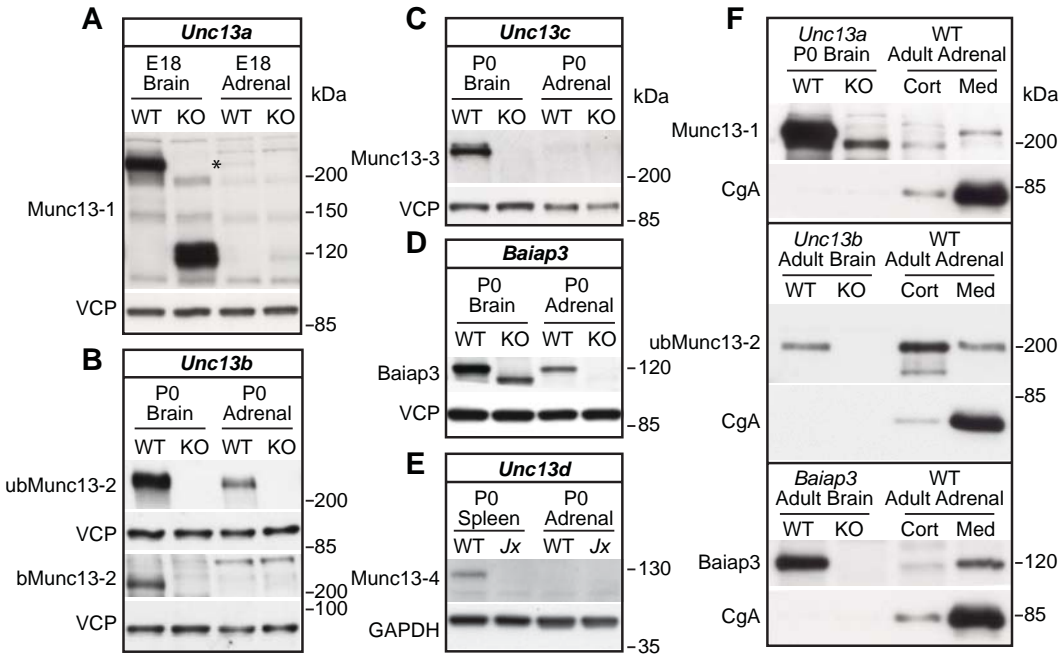 A
Unc13a
E18 E18
Brain Adrenal
WT KO WT KO
kDa
*
Munc13-1
-200
-150
-120
VCP
-85
B
Unc13b
P0 P0
Brain Adrenal
WT KO WT KO
ubMunc13-2
-200
VCP
-85
bMunc13-2
-200
-100
VCP
C
Unc13c
P0 P0
Brain Adrenal
WT KO WT KO
kDa
Munc13-3
-200
VCP
-85
D
Baiap3
P0 P0
Brain Adrenal
WT KO WT KO
Baiap3
-120
VCP
-85
E
Unc13d
P0 P0
Spleen Adrenal
WT Jx WT Jx
Munc13-4
-130
GAPDH
-35
F
Unc13a WT
P0 Brain Adult Adrenal
WT KO Cort Med
kDa
Munc13-1
-200
CgA
-85
Unc13b WT
Adult Brain Adult Adrenal
WT KO Cort Med
ubMunc13-2
-200
-85
CgA
Baiap3 WT
Adult Brain Adult Adrenal
WT KO Cort Med
Baiap3
-120
CgA
-85